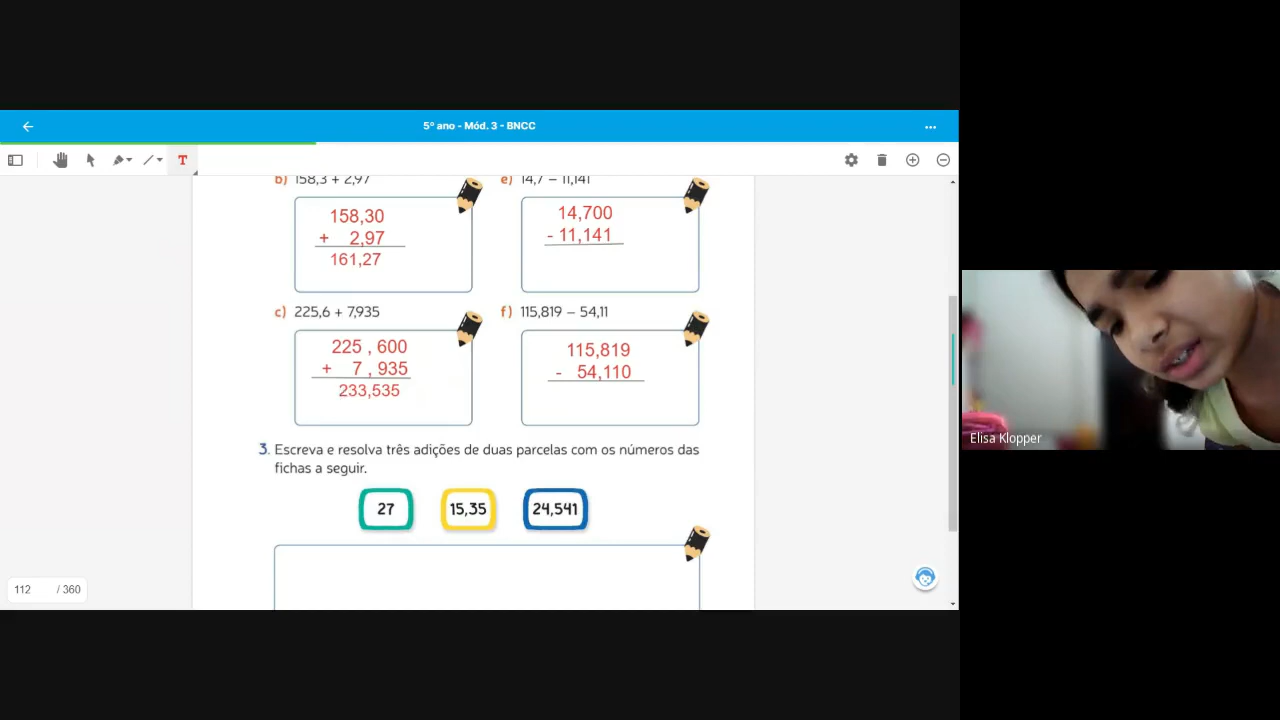 5º ano - Mód. 3 - BNCC
T
b) 158,3 + 2,97
e) 14,7 – 11,141
158,30
+ 2,97
161,27
14,700
- 11,141
c) 225,6 + 7,935
f) 115,819 – 54,11
225 , 600
+ 7 , 935
233,535
115,819
- 54,110
3. Escreva e resolva três adições de duas parcelas com os números das
fichas a seguir.
27
15,35
24,541
112 / 360
Elisa Klopper